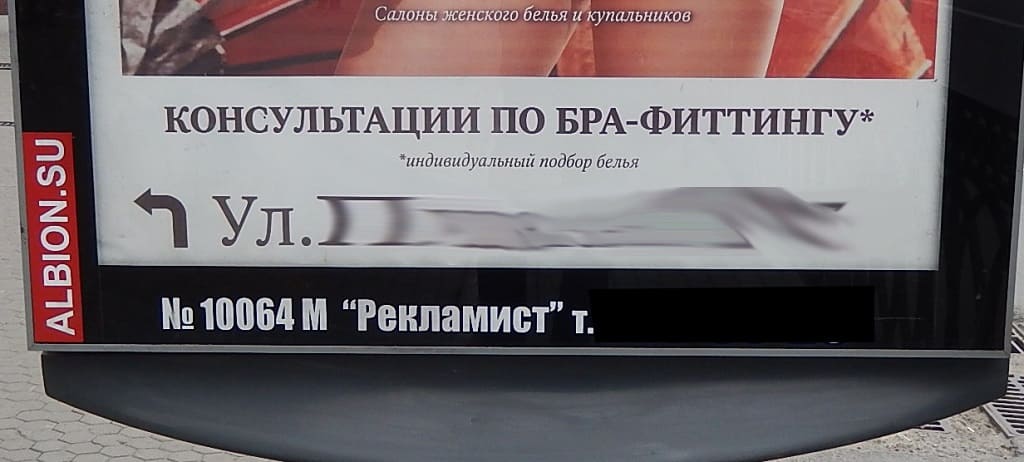 Салоны женского белья и купальников
КОНСУЛЬТАЦИИ ПО БРА-ФИТТИНГУ*
*индивидуальный подбор белья
Ул.
ALBION.SU
№ 10064 М “Рекламист” т.